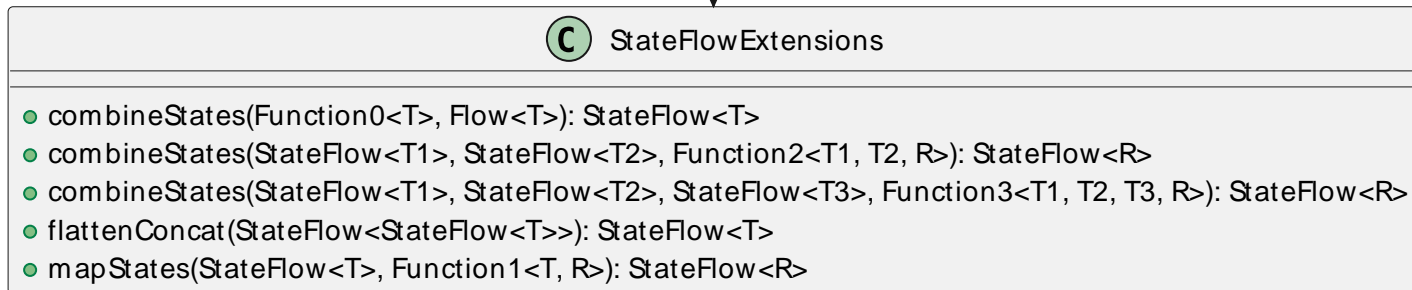 C StateFlowExtensions
combineStates(Function0<T>, Flow<T>): StateFlow<T>
combineStates(StateFlow<T1>, StateFlow<T2>, Function2<T1, T2, R>): StateFlow<R>
combineStates(StateFlow<T1>, StateFlow<T2>, StateFlow<T3>, Function3<T1, T2, T3, R>): StateFlow<R>
flattenConcat(StateFlow<StateFlow<T>>): StateFlow<T>
mapStates(StateFlow<T>, Function1<T, R>): StateFlow<R>